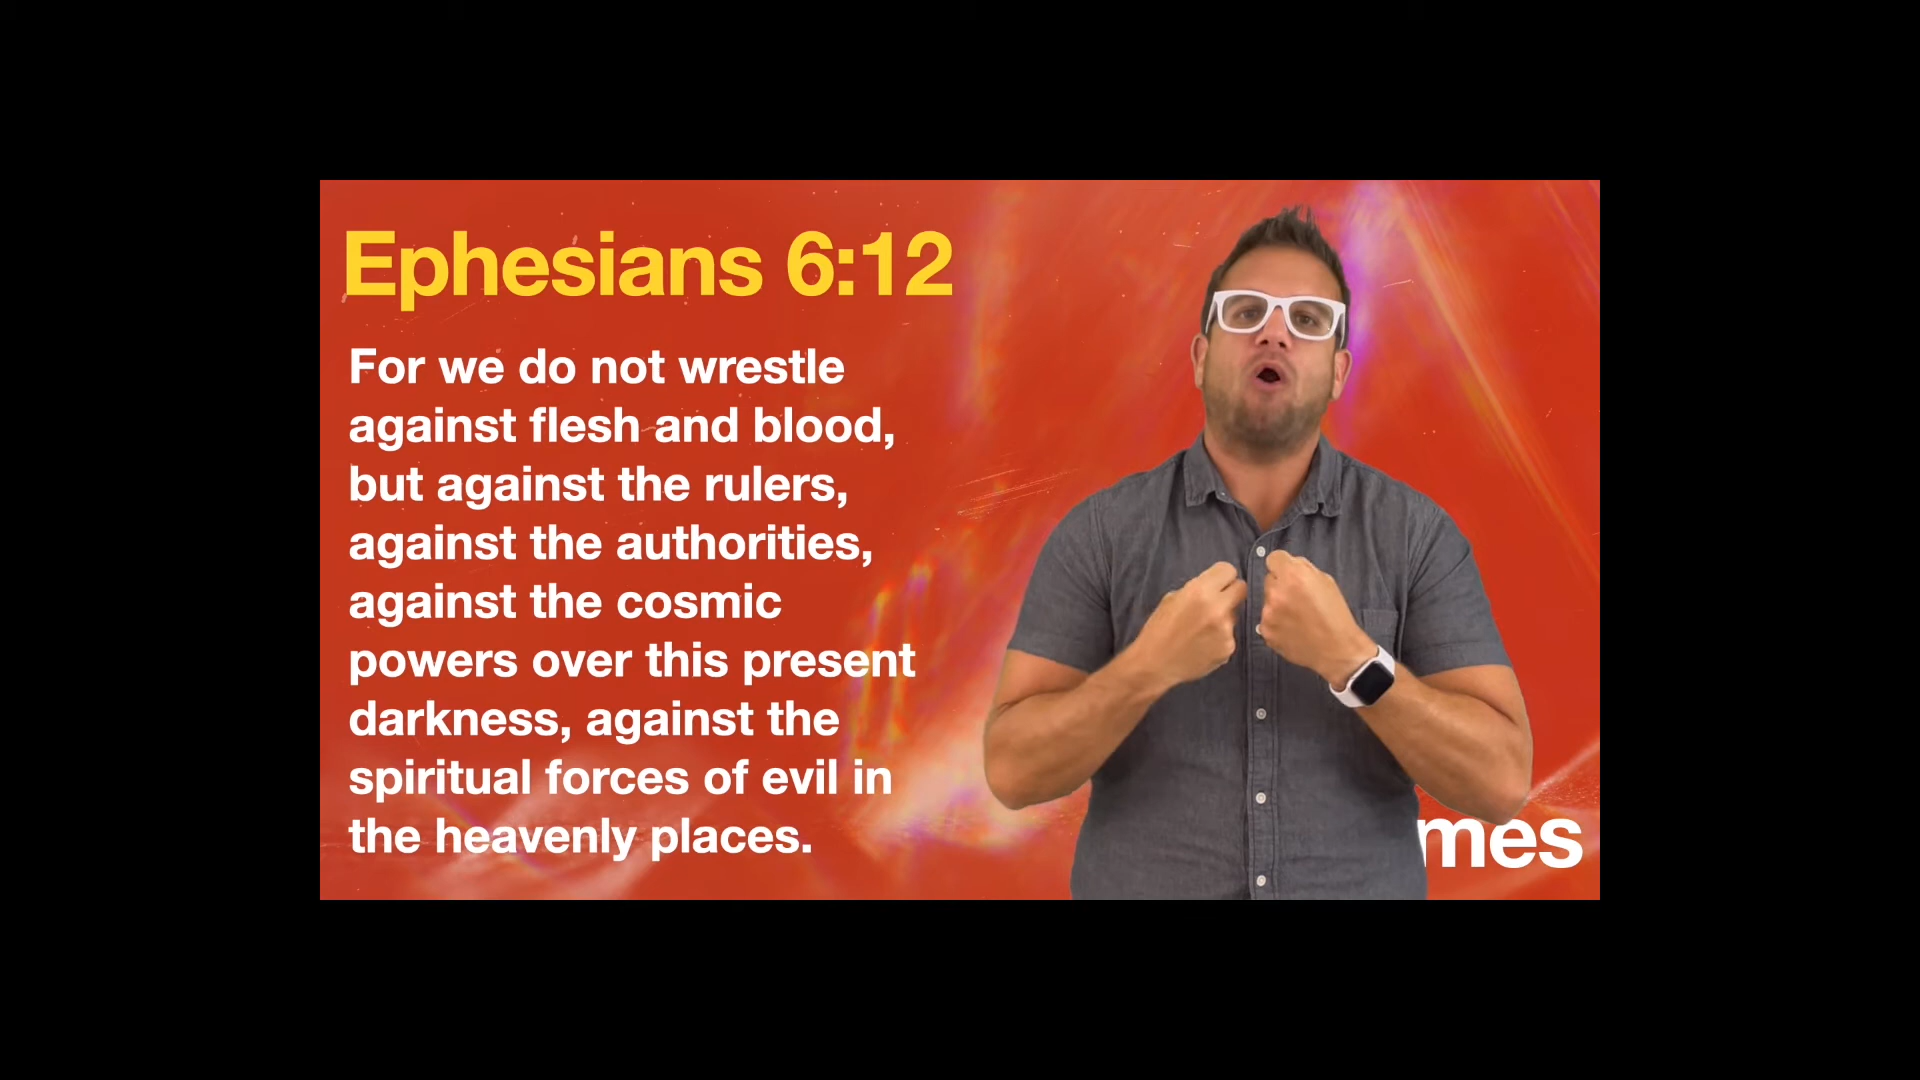 Ephesians 6:12
For we do not wrestle
against flesh and blood,
but against the rulers,
against the authorities,
against the cosmic
powers over this present
darkness, against the
spiritual forces of evil in
the heavenly places.
mes